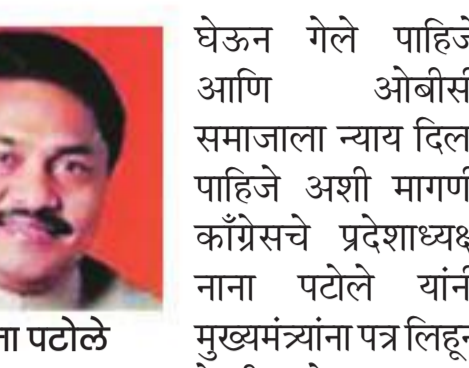 घेऊन गेले पाहिजे
आणि ओबीसी
समाजाला न्याय दिला
पाहिजे अशी मागणी
काँग्रेसचे प्रदेशाध्यक्ष
नाना पटोले यांनी
मुख्यमंत्र्यांना पत्र लिहून
ना पटोले